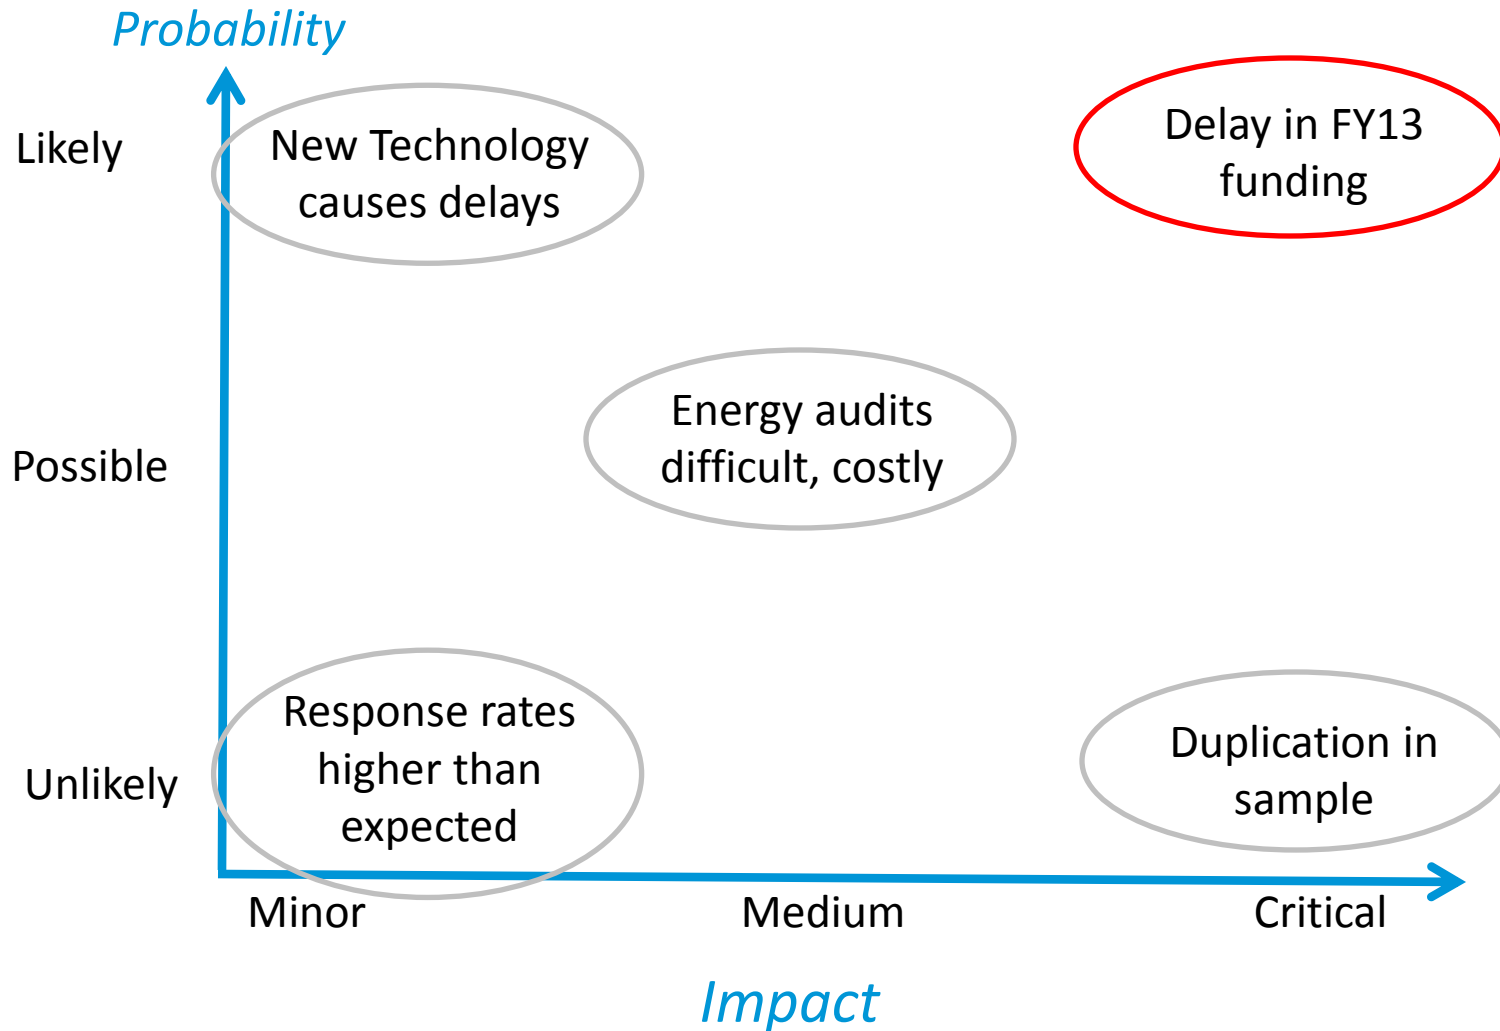 Probability
Likely
New Technology
causes delays
Delay in FY13
funding
Possible
Energy audits
difficult, costly
Unlikely
Response rates
higher than
expected
Duplication in
sample
Minor
Medium
Critical
Impact